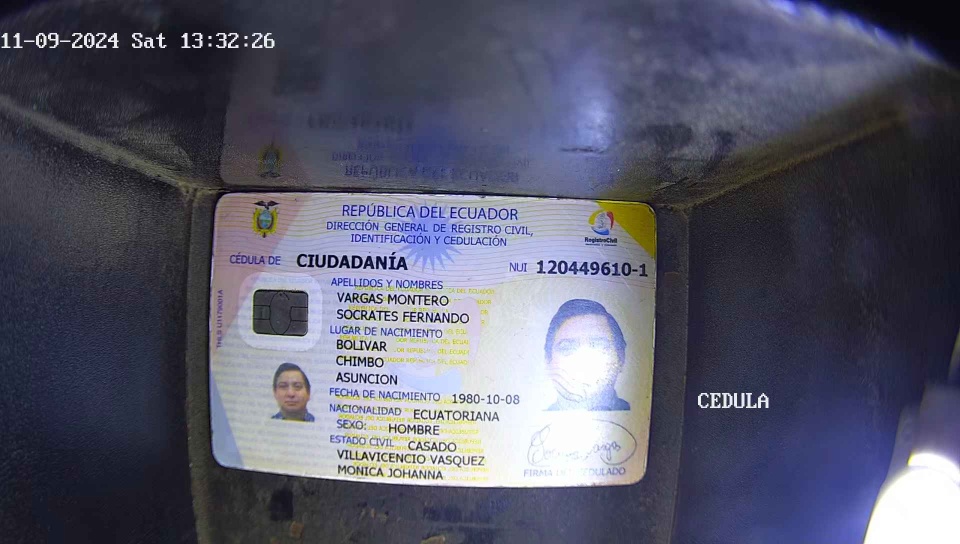 11-09-2024 Sat 13:32:26
REPÚBLICA DEL ECUADOR
DIRECCIÓN GENERAL DE REGISTRO CIVIL,
IDENTIFICACIÓN Y CEDULACIÓN
RegistroCivil
CÉDULA DE CIUDADANÍA
NUI 120449610-1
APELLIDOS Y NOMBRES
VARGAS MONTERO
SOCRATES FERNANDO
LUGAR DE NACIMIENTO
BOLIVAR
CHIMBO
ASUNCION
FECHA DE NACIMIENTO 1980-10-08
NACIONALIDAD ECUATORIANA
SEXO: HOMBRE
ESTADO CIVIL CASADO
VILLAVICENCIO VASQUEZ
MONICA JOHANNA
FIRMA DEL CEDULADO
CEDULA